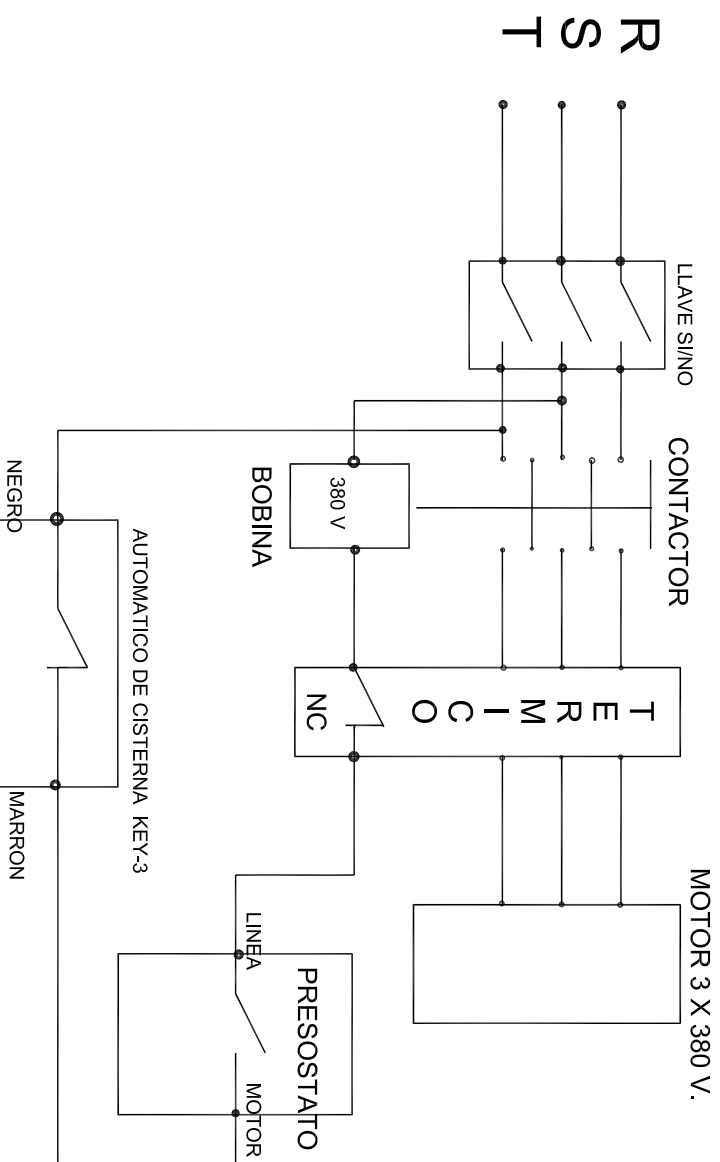 R
S
T
LLAVE SI/NO
CONTACTOR
380 V
BOBINA
NEGRO
AUTOMATICO DE CISTERNA KEY-3
MARRON
TERMICO
NC
MOTOR 3 X 380 V.
LINEA
PRESOSTATO
MOTOR